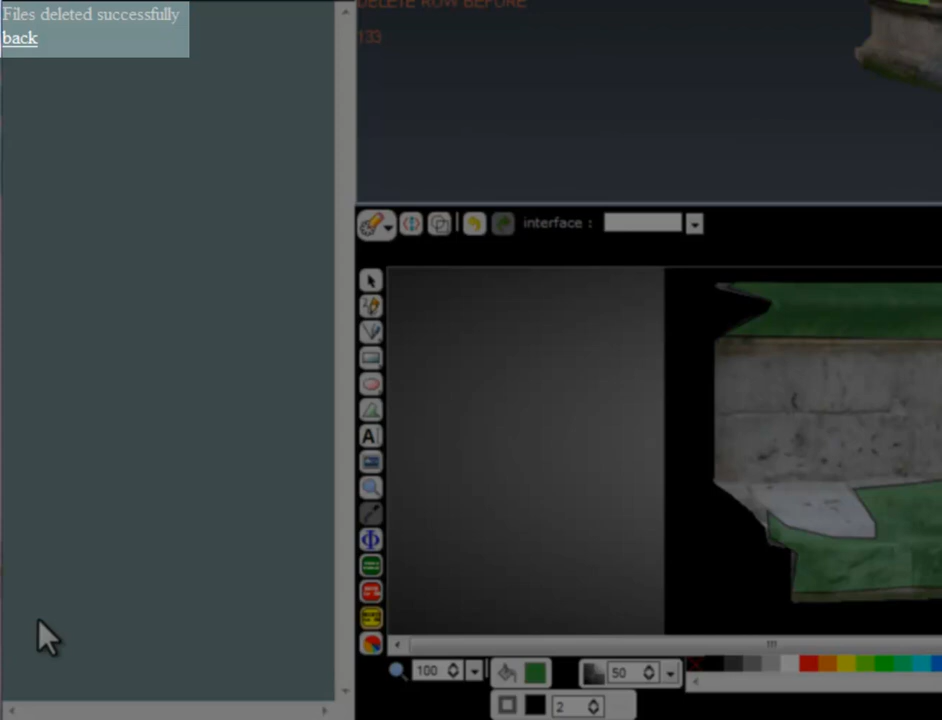 Files deleted successfully
back
DELETE ROW BEFORE
133
interface :
A
Φ
100
50
2